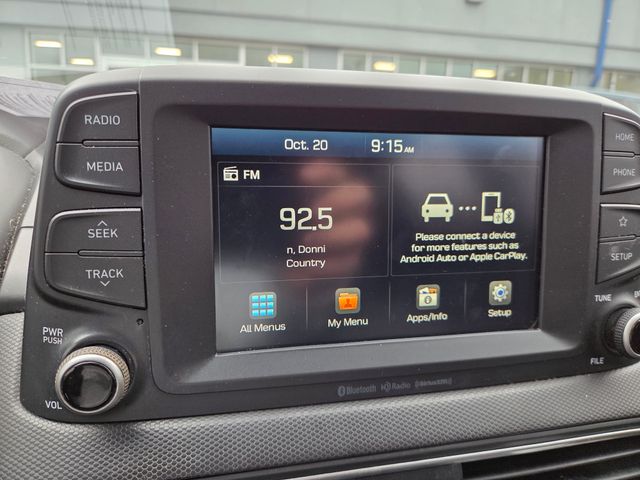 RADIO
MEDIA
SEEK
TRACK
PWR
PUSH
VOL
Oct. 20 9:15 AM
FM
92.5
n, Donni
Country
Please connect a device
for more features such as
Android Auto or Apple CarPlay.
All Menus
My Menu
Apps/Info
Setup
Bluetooth HD Radio
HOME
PHONE
SETUP
TUNE
FILE